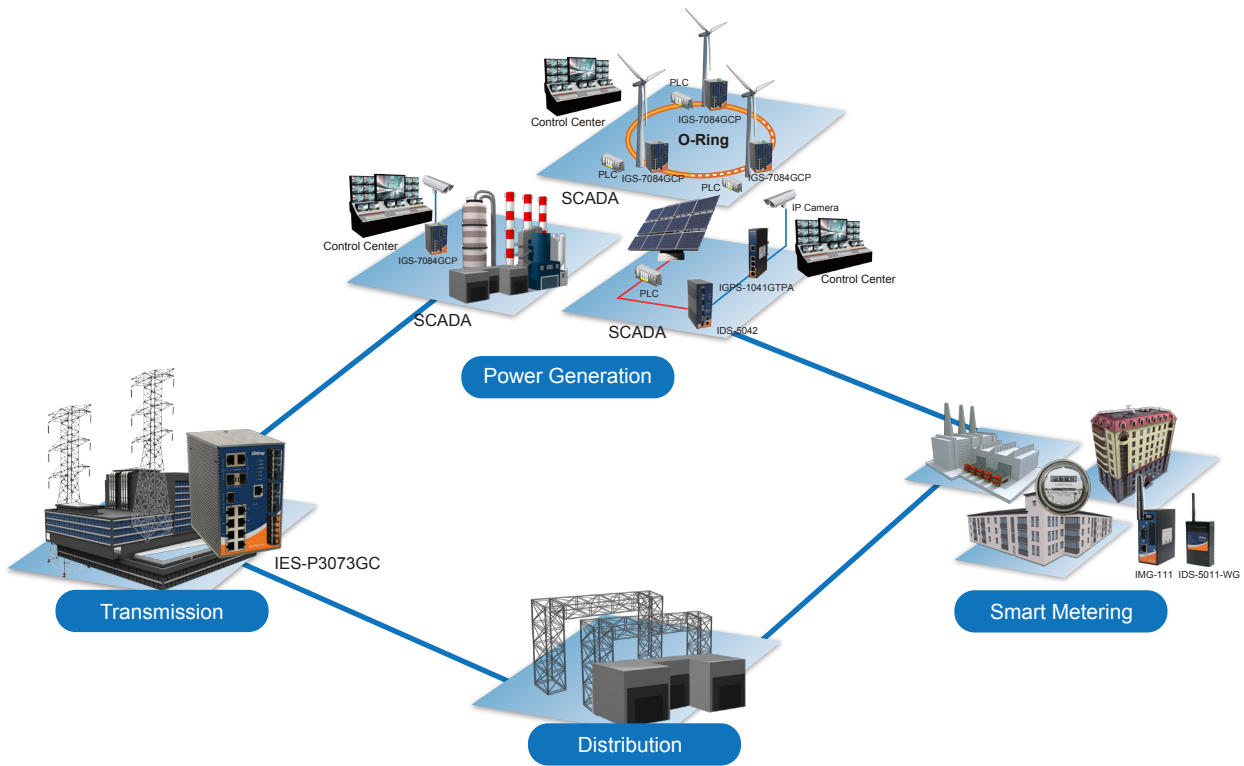 PLC
Control Center
IGS-7084GCP
O-Ring
PLC
IGS-7084GCP
IGS-7084GCP
PLC
SCADA
IP Camera
Control Center
IGS-7084GCP
Control Center
PLC
IGPS-1041GTPA
SCADA
SCADA
IDS-5042
Power Generation
ORing
IES-P3073GC
IMG-111
IDS-5011-WG
Transmission
Smart Metering
Distribution